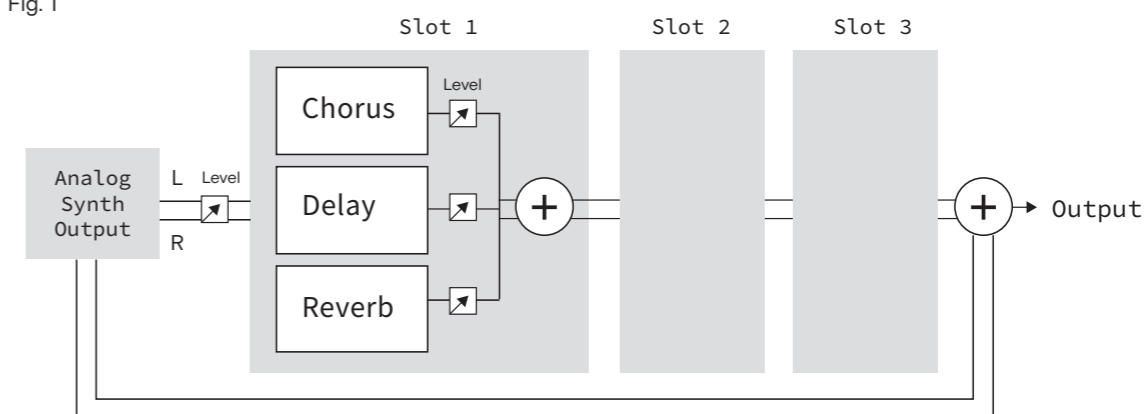 Fig. 1
Slot 1
Slot 2
Slot 3
Chorus
Level
Analog
Synth
Output
L
Level
R
Delay
+
+
Output
Reverb